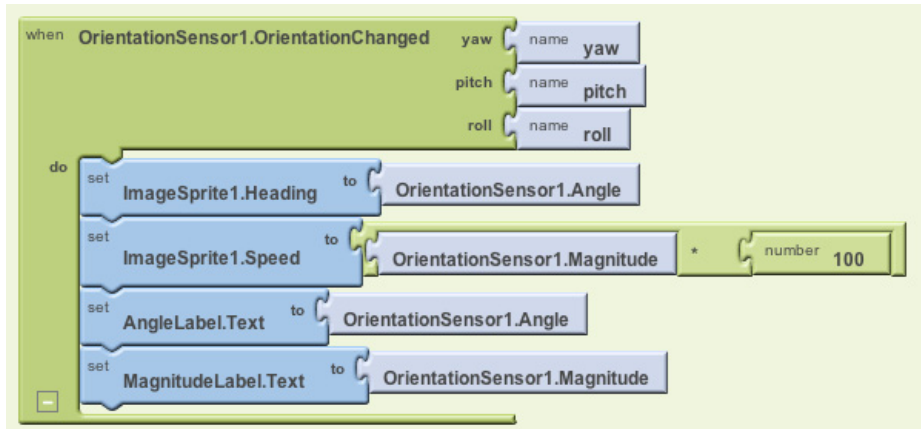 when OrientationSensor1.OrientationChanged yaw name yaw
pitch name pitch
roll name roll
do
set ImageSprite1.Heading to OrientationSensor1.Angle
set ImageSprite1.Speed to OrientationSensor1.Magnitude * number 100
set AngleLabel.Text to OrientationSensor1.Angle
set MagnitudeLabel.Text to OrientationSensor1.Magnitude